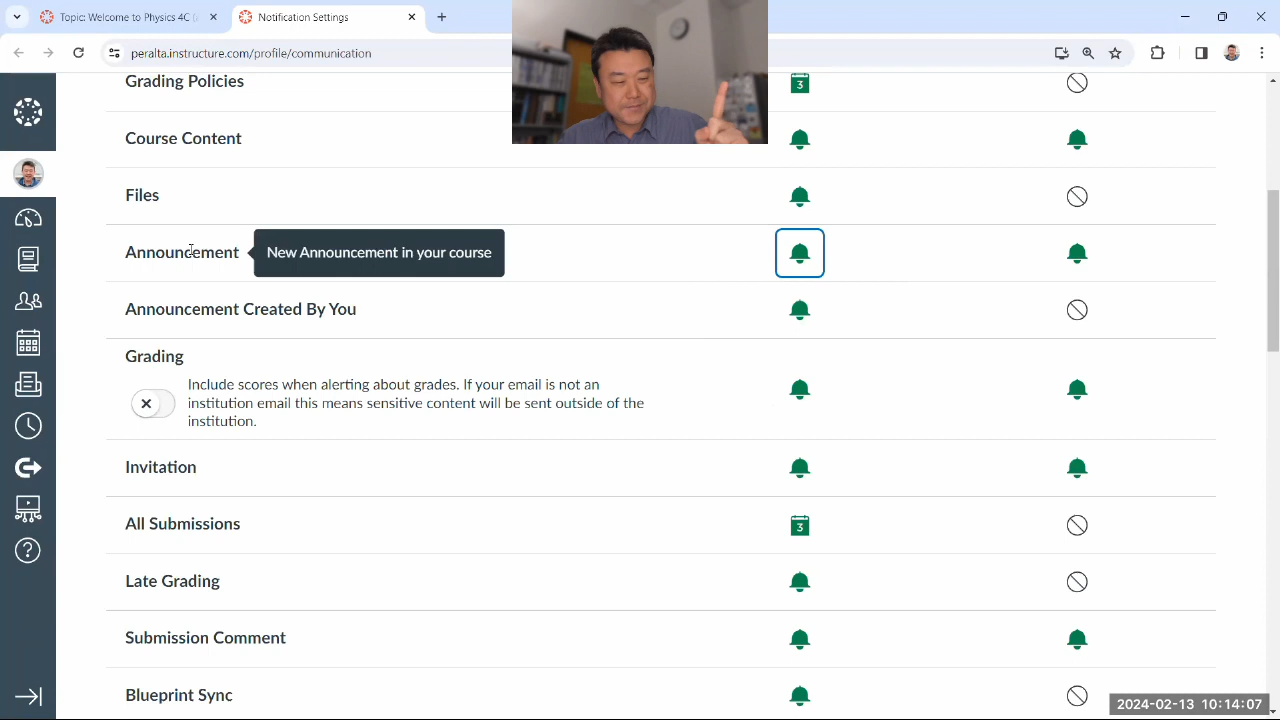 Topic: Welcome to Physics 4C (
Notification Settings
peralta.instructure.com/profile/communication
Grading Policies
3
Course Content
Files
Announcement
New Announcement in your course
Announcement Created By You
Grading
Include scores when alerting about grades. If your email is not an
institution email this means sensitive content will be sent outside of the
institution.
Invitation
All Submissions
3
Late Grading
Submission Comment
Blueprint Sync
2024-02-13 10:14:07